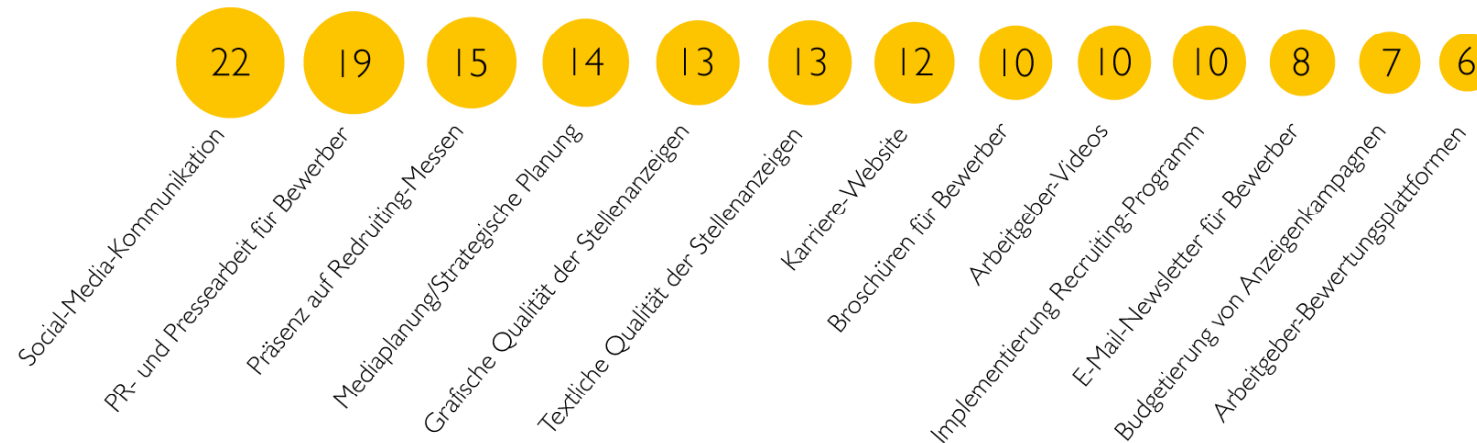 22 19 15 14 13 13 12 10 10 10 8 7 6
Social-Media-Kommunikation
PR- und Pressearbeit für Bewerber
Präsenz auf Redruiting-Messen
Mediaplanung/Strategische Planung
Grafische Qualität der Stellenanzeigen
Textliche Qualität der Stellenanzeigen
Karriere-Website
Broschüren für Bewerber
Arbeitgeber-Videos
Implementierung Recruiting-Programm
E-Mail-Newsletter für Bewerber
Budgetierung von Anzeigenkampagnen
Arbeitgeber-Bewertungsplattformen